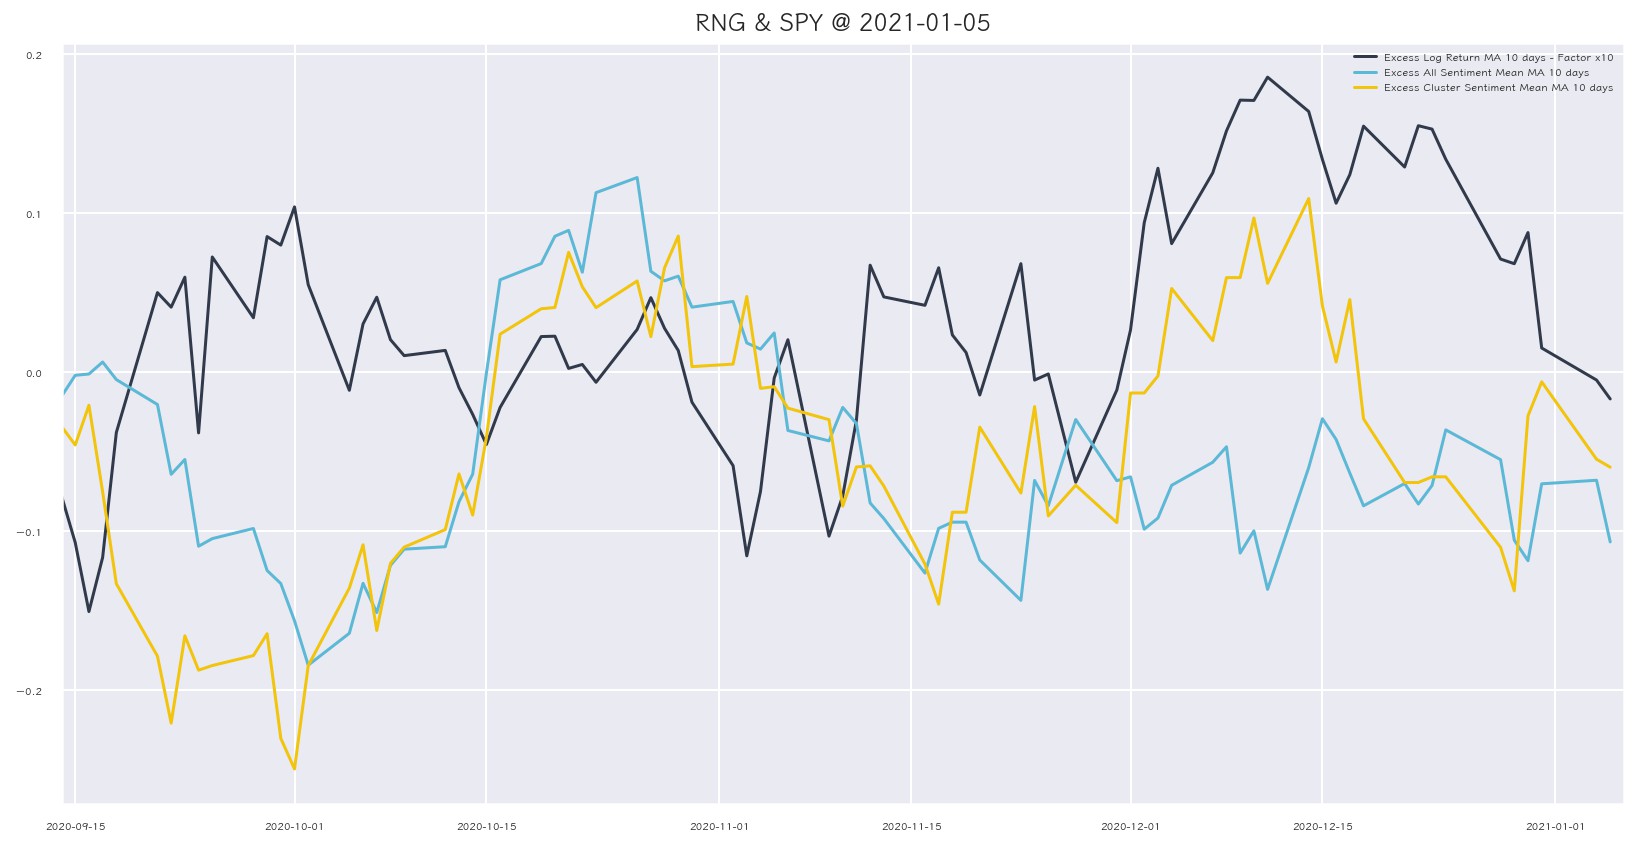 RNG & SPY @ 2021-01-05
Excess Log Return MA 10 days - Factor x10
Excess All Sentiment Mean MA 10 days
Excess Cluster Sentiment Mean MA 10 days
0.2
0.1
0.0
−0.1
−0.2
2020-09-15 2020-10-01 2020-10-15 2020-11-01 2020-11-15 2020-12-01 2020-12-15 2021-01-01